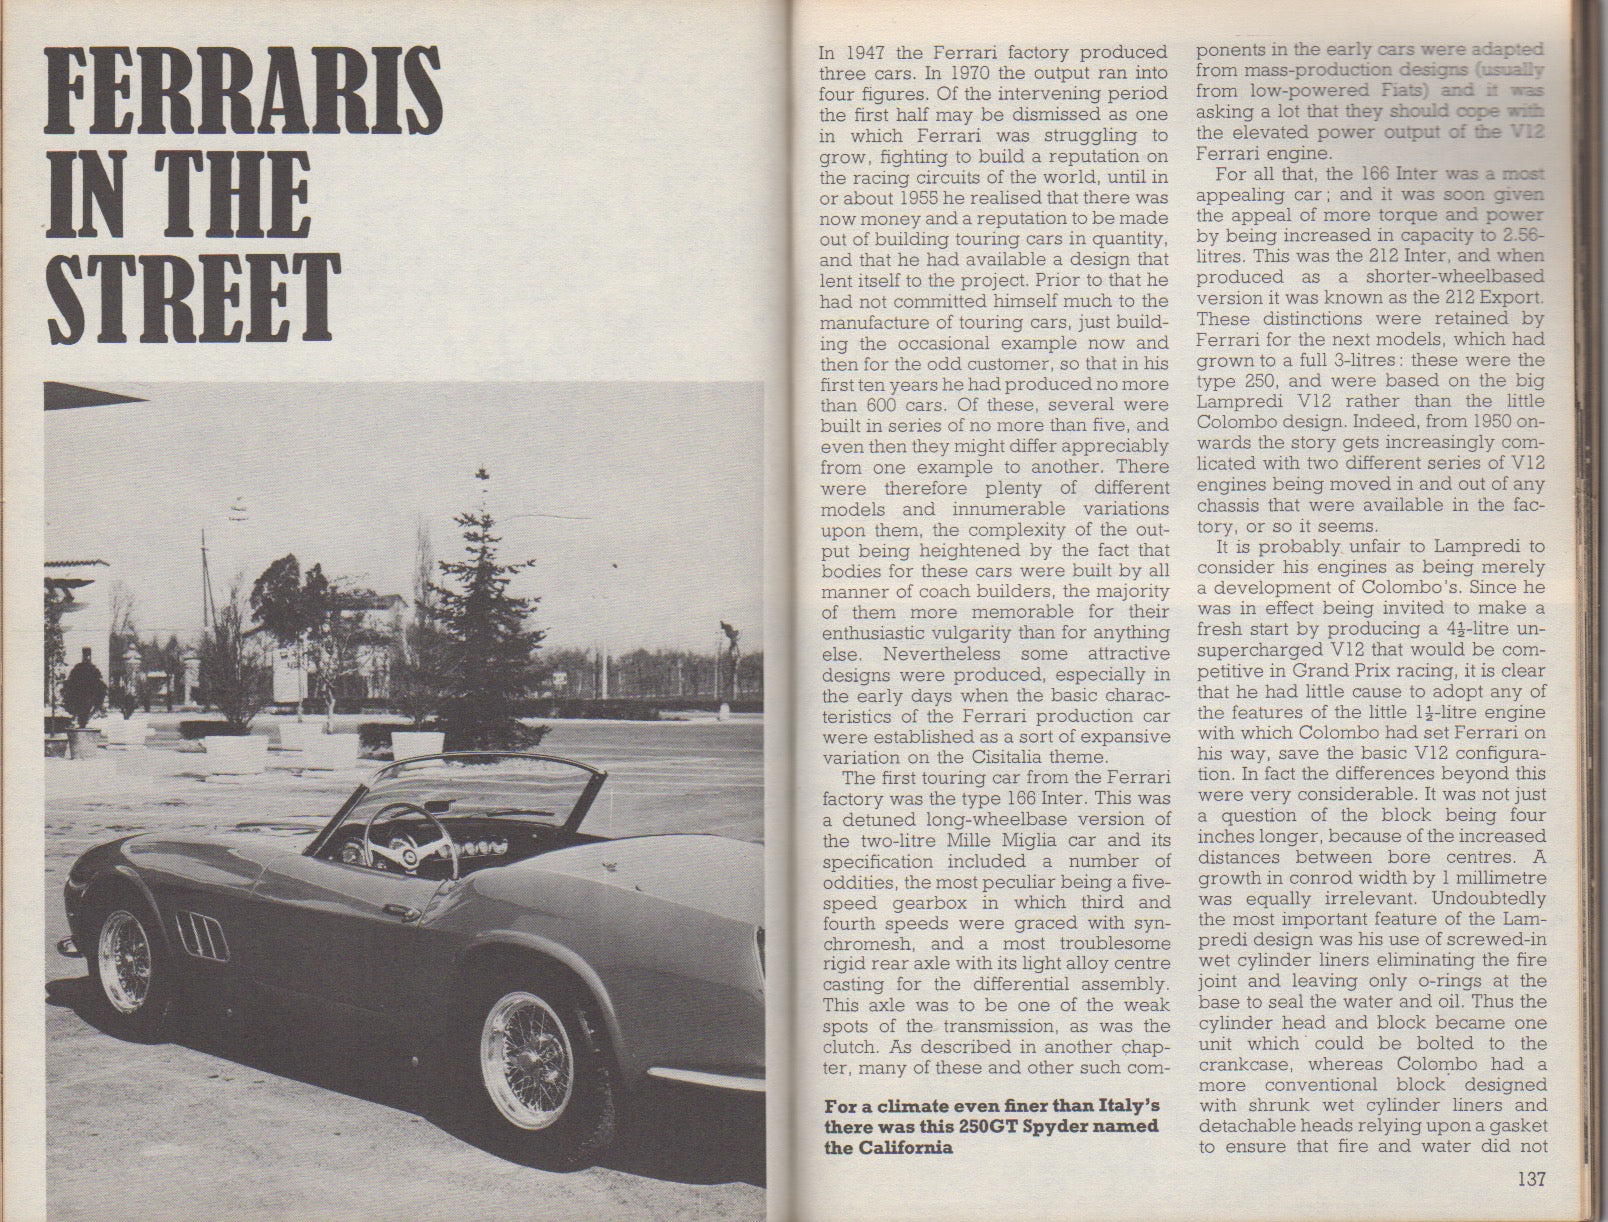 FERRARIS
IN THE
STREET
In 1947 the Ferrari factory produced
three cars. In 1970 the output ran into
four figures. Of the intervening period
the first half may be dismissed as one
in which Ferrari was struggling to
grow, fighting to build a reputation on
the racing circuits of the world, until in
or about 1955 he realised that there was
now money and a reputation to be made
out of building touring cars in quantity,
and that he had available a design that
lent itself to the project. Prior to that he
had not committed himself much to the
manufacture of touring cars, just build-
ing the occasional example now and
then for the odd customer, so that in his
first ten years he had produced no more
than 600 cars. Of these, several were
built in series of no more than five, and
even then they might differ appreciably
from one example to another. There
were therefore plenty of different
models and innumerable variations
upon them, the complexity of the out-
put being heightened by the fact that
bodies for these cars were built by all
manner of coach builders, the majority
of them more memorable for their
enthusiastic vulgarity than for anything
else. Nevertheless some attractive
designs were produced, especially in
the early days when the basic charac-
teristics of the Ferrari production car
were established as a sort of expansive
variation on the Cisitalia theme.
The first touring car from the Ferrari
factory was the type 166 Inter. This was
a detuned long-wheelbase version of
the two-litre Mille Miglia car and its
specification included a number of
oddities, the most peculiar being a five-
speed gearbox in which third and
fourth speeds were graced with syn-
chromesh, and a most troublesome
rigid rear axle with its light alloy centre
casting for the differential assembly.
This axle was to be one of the weak
spots of the transmission, as was the
clutch. As described in another chap-
ter, many of these and other such com-
For a climate even finer than Italy's
there was this 250GT Spyder named
the California
ponents in the early cars were adapted
from mass-production designs (usually
from low-powered Fiats) and it was
asking a lot that they should cope with
the elevated power output of the V12
Ferrari engine.
For all that, the 166 Inter was a most
appealing car; and it was soon given
the appeal of more torque and power
by being increased in capacity to 2.56-
litres. This was the 212 Inter, and when
produced as a shorter-wheelbased
version it was known as the 212 Export.
These distinctions were retained by
Ferrari for the next models, which had
grown to a full 3-litres: these were the
type 250, and were based on the big
Lampredi V12 rather than the little
Colombo design. Indeed, from 1950 on-
wards the story gets increasingly com-
licated with two different series of V12
engines being moved in and out of any
chassis that were available in the fac-
tory, or so it seems.
It is probably unfair to Lampredi to
consider his engines as being merely
a development of Colombo's. Since he
was in effect being invited to make a
fresh start by producing a 4½-litre un-
supercharged V12 that would be com-
petitive in Grand Prix racing, it is clear
that he had little cause to adopt any of
the features of the little 1½-litre engine
with which Colombo had set Ferrari on
his way, save the basic V12 configura-
tion. In fact the differences beyond this
were very considerable. It was not just
a question of the block being four
inches longer, because of the increased
distances between bore centres. A
growth in conrod width by 1 millimetre
was equally irrelevant. Undoubtedly
the most important feature of the Lam-
predi design was his use of screwed-in
wet cylinder liners eliminating the fire
joint and leaving only o-rings at the
base to seal the water and oil. Thus the
cylinder head and block became one
unit which could be bolted to the
crankcase, whereas Colombo had a
more conventional block designed
with shrunk wet cylinder liners and
detachable heads relying upon a gasket
to ensure that fire and water did not
137